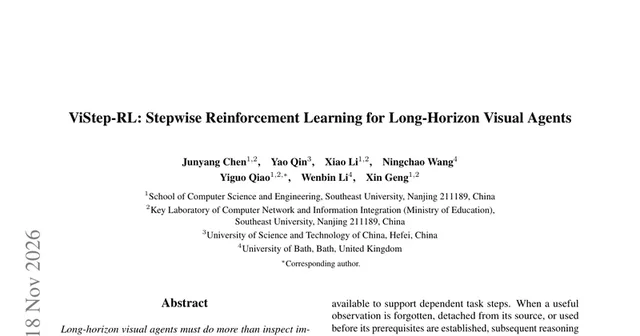 ViStep-RL: Stepwise Reinforcement Learning for Long-Horizon Visual Agents
Junyang Chen1,2, Yao Qin3, Xiao Li1,2, Ningchao Wang4
Yiguo Qiao1,2,*, Wenbin Li4, Xin Geng1,2
1School of Computer Science and Engineering, Southeast University, Nanjing 211189, China
2Key Laboratory of Computer Network and Information Integration (Ministry of Education),
Southeast University, Nanjing 211189, China
3University of Science and Technology of China, Hefei, China
4University of Bath, Bath, United Kingdom
*Corresponding author.
18 Nov 2026
Abstract
Long-horizon visual agents must do more than inspect im-
available to support dependent task steps. When a useful
observation is forgotten, detached from its source, or used
before its prerequisites are established, subsequent reasoning